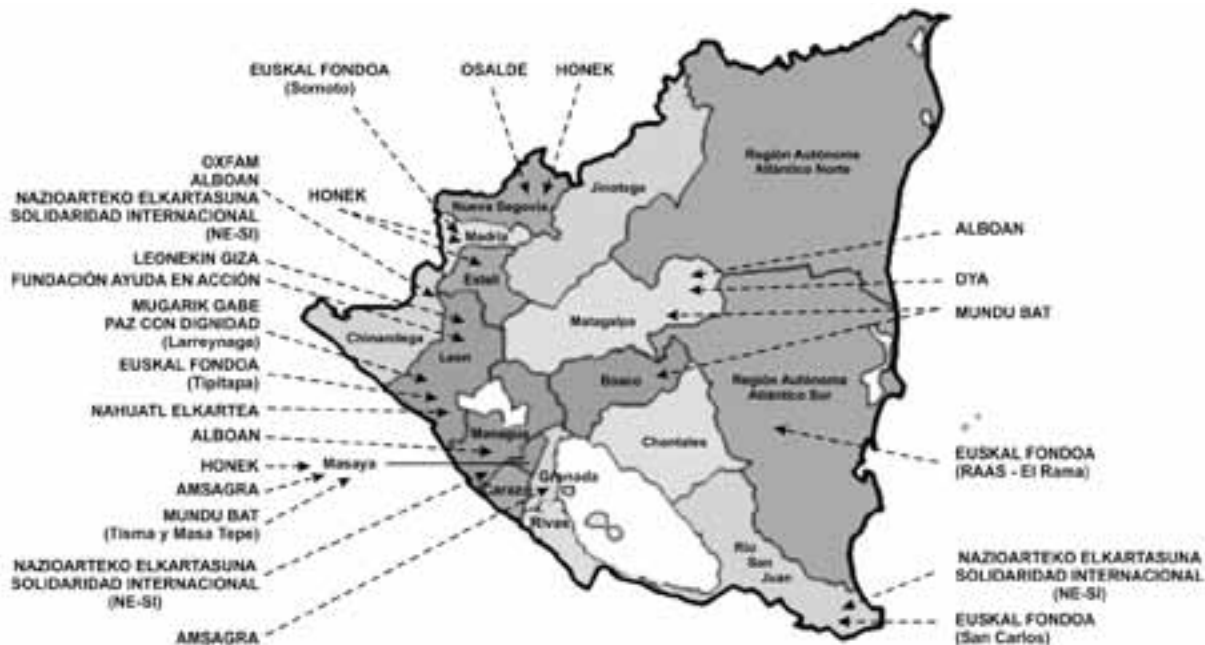 EUSKAL FONDOA
(Somoto)
OSALDE
HONEK
OXFAM
ALBOAN
NAZIOARTEKO ELKARTASUNA
SOLIDARIDAD INTERNACIONAL
(NE-SI)
HONEK
LEONEKIN GIZA
FUNDACIÓN AYUDA EN ACCIÓN
MUGARIK GABE
PAZ CON DIGNIDAD
(Larreynaga)
EUSKAL FONDOA
(Tipitapa)
NAHUATL ELKARTEA
ALBOAN
HONEK
AMSAGRA
MUNDU BAT
(Tisma y Masa Tepe)
NAZIOARTEKO ELKARTASUNA
SOLIDARIDAD INTERNACIONAL
(NE-SI)
AMSAGRA
Nueva Segovia
Madriz
Estelí
Jinotega
Región Autónoma
Atlántico Norte
Chinandega
León
Matagalpa
Boaco
Región Autónoma
Atlántico Sur
Managua
Chontales
Masaya
Granada
Carazo
Rivas
Río
San
Juan
ALBOAN
DYA
MUNDU BAT
EUSKAL FONDOA
(RAAS - El Rama)
NAZIOARTEKO ELKARTASUNA
SOLIDARIDAD INTERNACIONAL
(NE-SI)
EUSKAL FONDOA
(San Carlos)